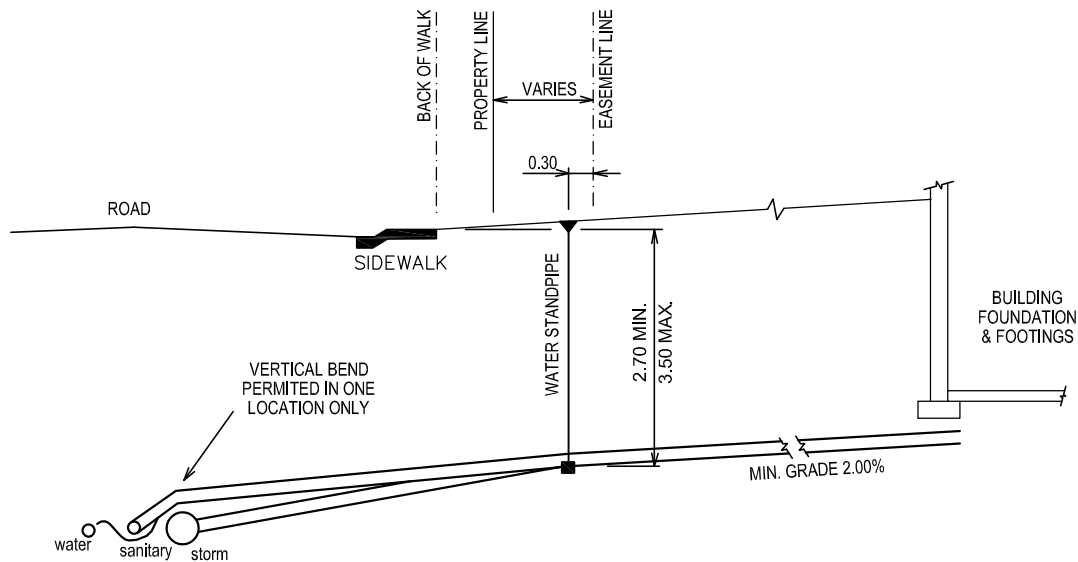 BACK OF WALK
PROPERTY LINE
EASEMENT LINE
VARIES
0.30
ROAD
SIDEWALK
WATER STANDPIPE
2.70 MIN.
3.50 MAX.
BUILDING
FOUNDATION
& FOOTINGS
VERTICAL BEND
PERMITED IN ONE
LOCATION ONLY
MIN. GRADE 2.00%
water
sanitary
storm